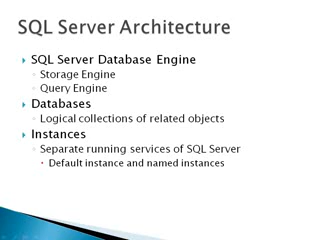 SQL Server Architecture
SQL Server Database Engine
Storage Engine
Query Engine
Databases
Logical collections of related objects
Instances
Separate running services of SQL Server
Default instance and named instances